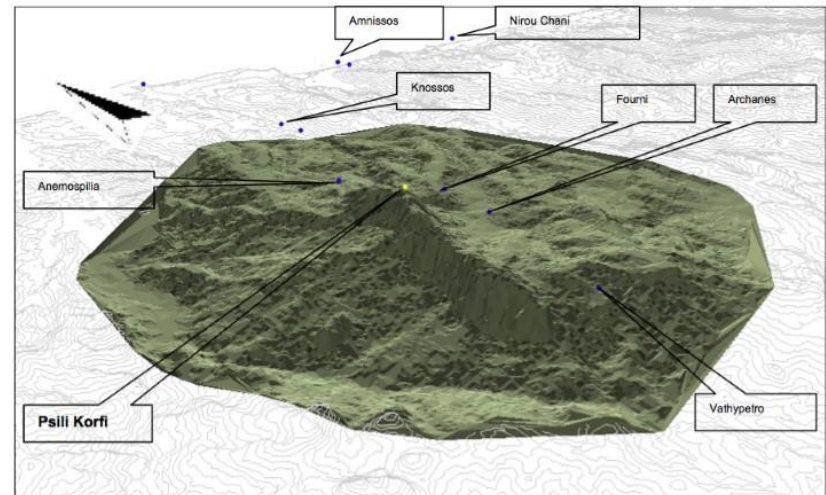 Amnissos
Nirou Chani
Knossos
Fourni
Archanes
Anemospilia
Psili Korfi
Vathypetro